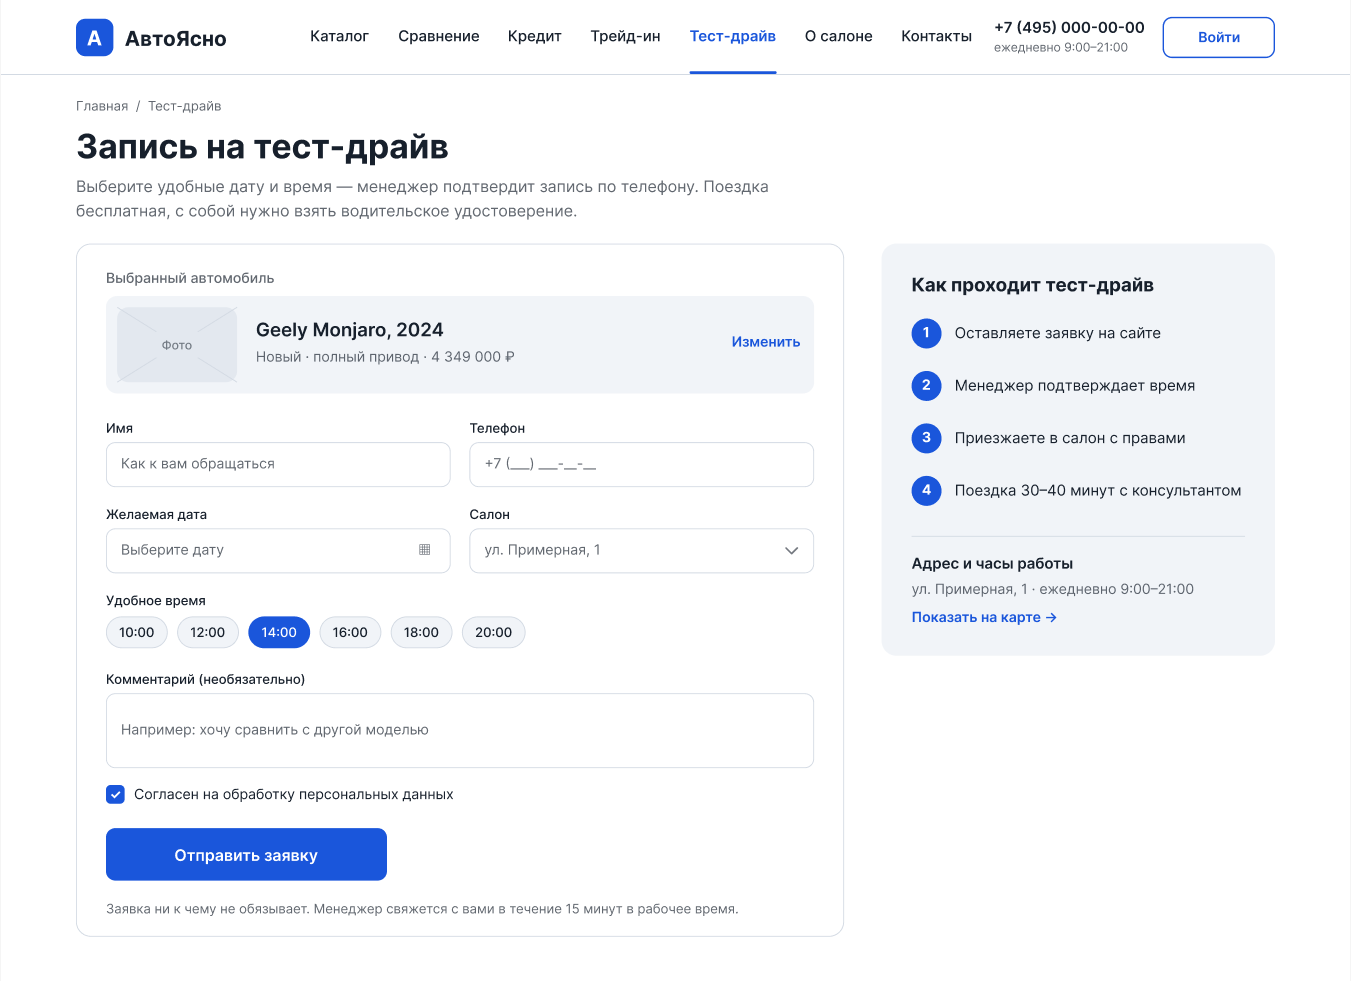 А АвтоЯсно
Каталог Сравнение Кредит Трейд-ин Тест-драйв О салоне Контакты
+7 (495) 000-00-00
ежедневно 9:00–21:00
Войти
Главная / Тест-драйв
Запись на тест-драйв
Выберите удобные дату и время — менеджер подтвердит запись по телефону. Поездка
бесплатная, с собой нужно взять водительское удостоверение.
Выбранный автомобиль
Фото
Geely Monjaro, 2024
Новый · полный привод · 4 349 000 ₽
Изменить
Имя
Как к вам обращаться
Телефон
+7 (___) ___-__-__
Желаемая дата
Выберите дату
Салон
ул. Примерная, 1
Удобное время
10:00 12:00 14:00 16:00 18:00 20:00
Комментарий (необязательно)
Например: хочу сравнить с другой моделью
Согласен на обработку персональных данных
Отправить заявку
Заявка ни к чему не обязывает. Менеджер свяжется с вами в течение 15 минут в рабочее время.
Как проходит тест-драйв
1 Оставляете заявку на сайте
2 Менеджер подтверждает время
3 Приезжаете в салон с правами
4 Поездка 30–40 минут с консультантом
Адрес и часы работы
ул. Примерная, 1 · ежедневно 9:00–21:00
Показать на карте →